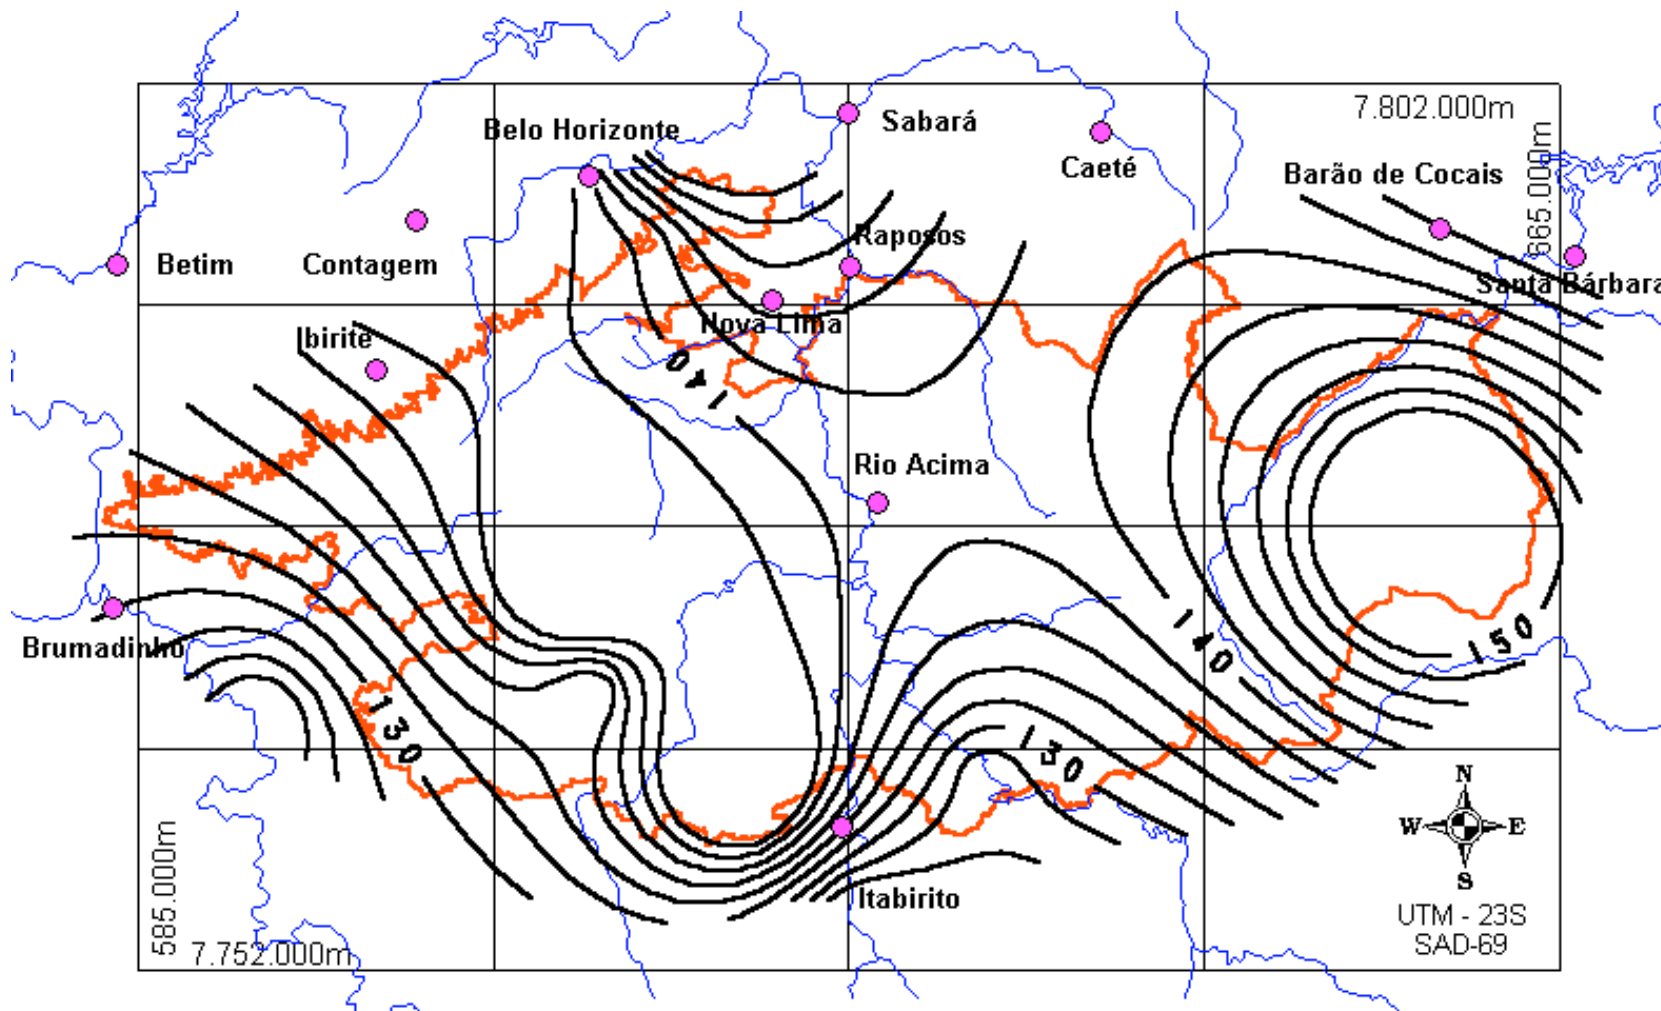 7.802.000m
Sabará
Belo Horizonte
Caeté
Barão de Cocais
665.000m
Raposos
Betim
Contagem
Santa Bárbara
Nova Lima
Ibirité
140
Rio Acima
Brumadinho
140
150
130
130
N
W E
S
Itabirito
585.000m
7.752.000m
UTM - 23S
SAD-69